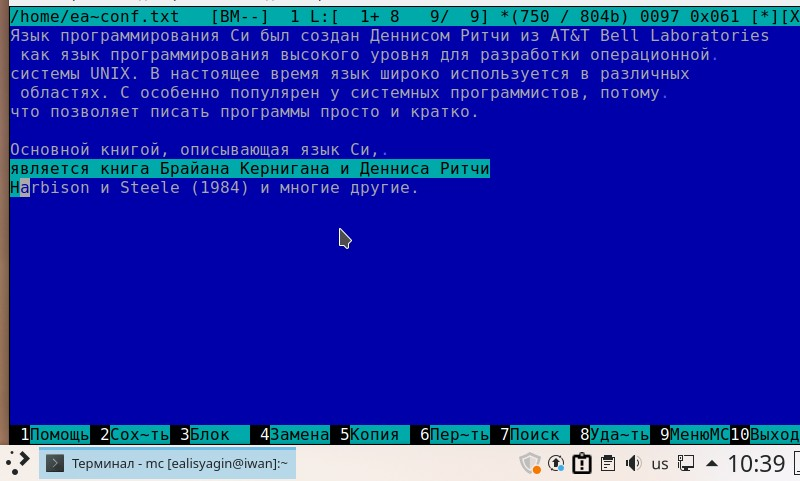 /home/ea~conf.txt [BM--] 1 L:[ 1+ 8 9/ 9] *(750 / 804b) 0097 0x061 [*][X
Язык программирования Си был создан Деннисом Ритчи из AT&T Bell Laboratories
как язык программирования высокого уровня для разработки операционной.
системы UNIX. В настоящее время язык широко используется в различных
областях. С особенно популярен у системных программистов, потому.
что позволяет писать программы просто и кратко.
Основной книгой, описывающая язык Си,.
является книга Брайана Кернигана и Денниса Ритчи
Harbison и Steele (1984) и многие другие.
1Помощь 2Сох~ть 3Блок 4Замена 5Копия 6Пер~ть 7Поиск 8Уда~ть 9МенюMC 10Выход
Терминал - mc [ealisyagin@iwan]:~ us 10:39